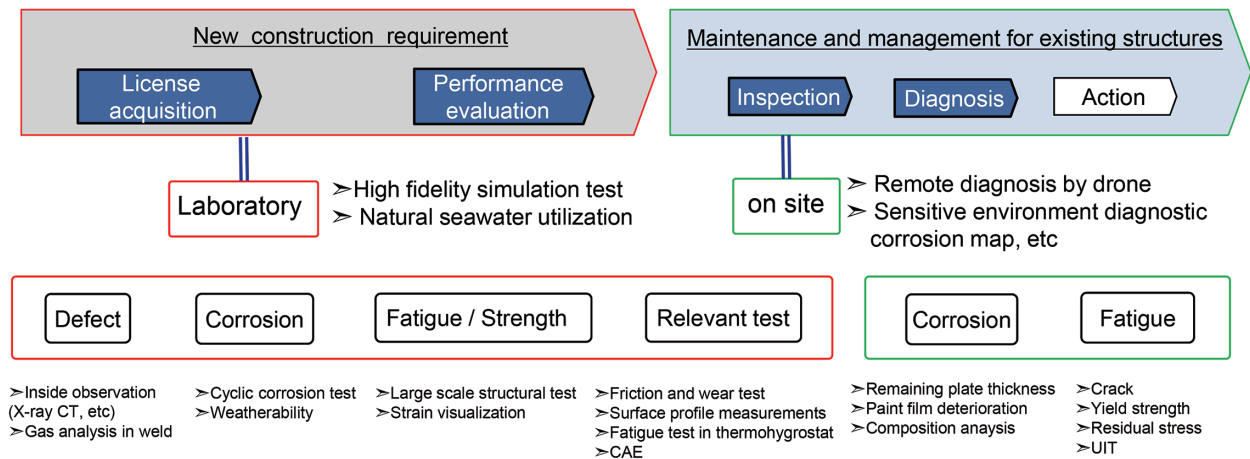 New construction requirement
License
acquisition
Performance
evaluation
Maintenance and management for existing structures
Inspection
Diagnosis
Action
Laboratory
➣High fidelity simulation test
➣ Natural seawater utilization
on site
➣ Remote diagnosis by drone
➣ Sensitive environment diagnostic
corrosion map, etc
Defect
Corrosion
Fatigue / Strength
Relevant test
Corrosion
Fatigue
➣Inside observation
(X-ray CT, etc)
➣Gas analysis in weld
➣Cyclic corrosion test
➣Weatherability
➣Large scale structural test
➣Strain visualization
➣Friction and wear test
➣Surface profile measurements
➣Fatigue test in thermohygrostat
➣CAE
➣Remaining plate thickness
➣Paint film deterioration
➣Composition anaysis
➣Crack
➣Yield strength
➣Residual stress
➣UIT